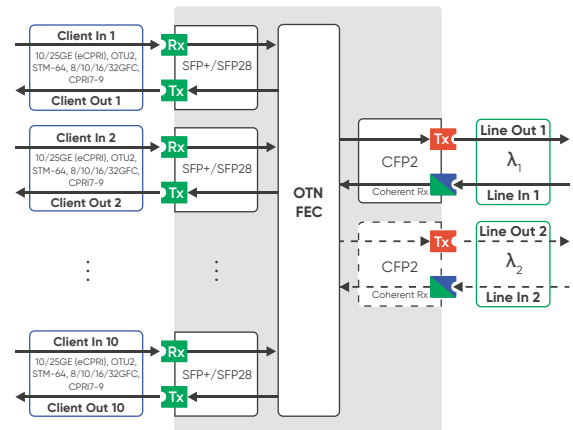 Client In 1
10/25GE (eCPRI), OTU2,
STM-64, 8/10/16/32GFC,
CPRI7-9
Client Out 1
Rx
Tx
SFP+/SFP28
Client In 2
10/25GE (eCPRI), OTU2,
STM-64, 8/10/16/32GFC,
CPRI7-9
Client Out 2
Rx
Tx
SFP+/SFP28
Client In 10
10/25GE (eCPRI), OTU2,
STM-64, 8/10/16/32GFC,
CPRI7-9
Client Out 10
Rx
Tx
SFP+/SFP28
OTN
FEC
CFP2
Coherent Rx
Tx
Line Out 1
λ1
Line In 1
CFP2
Coherent Rx
Tx
Line Out 2
λ2
Line In 2